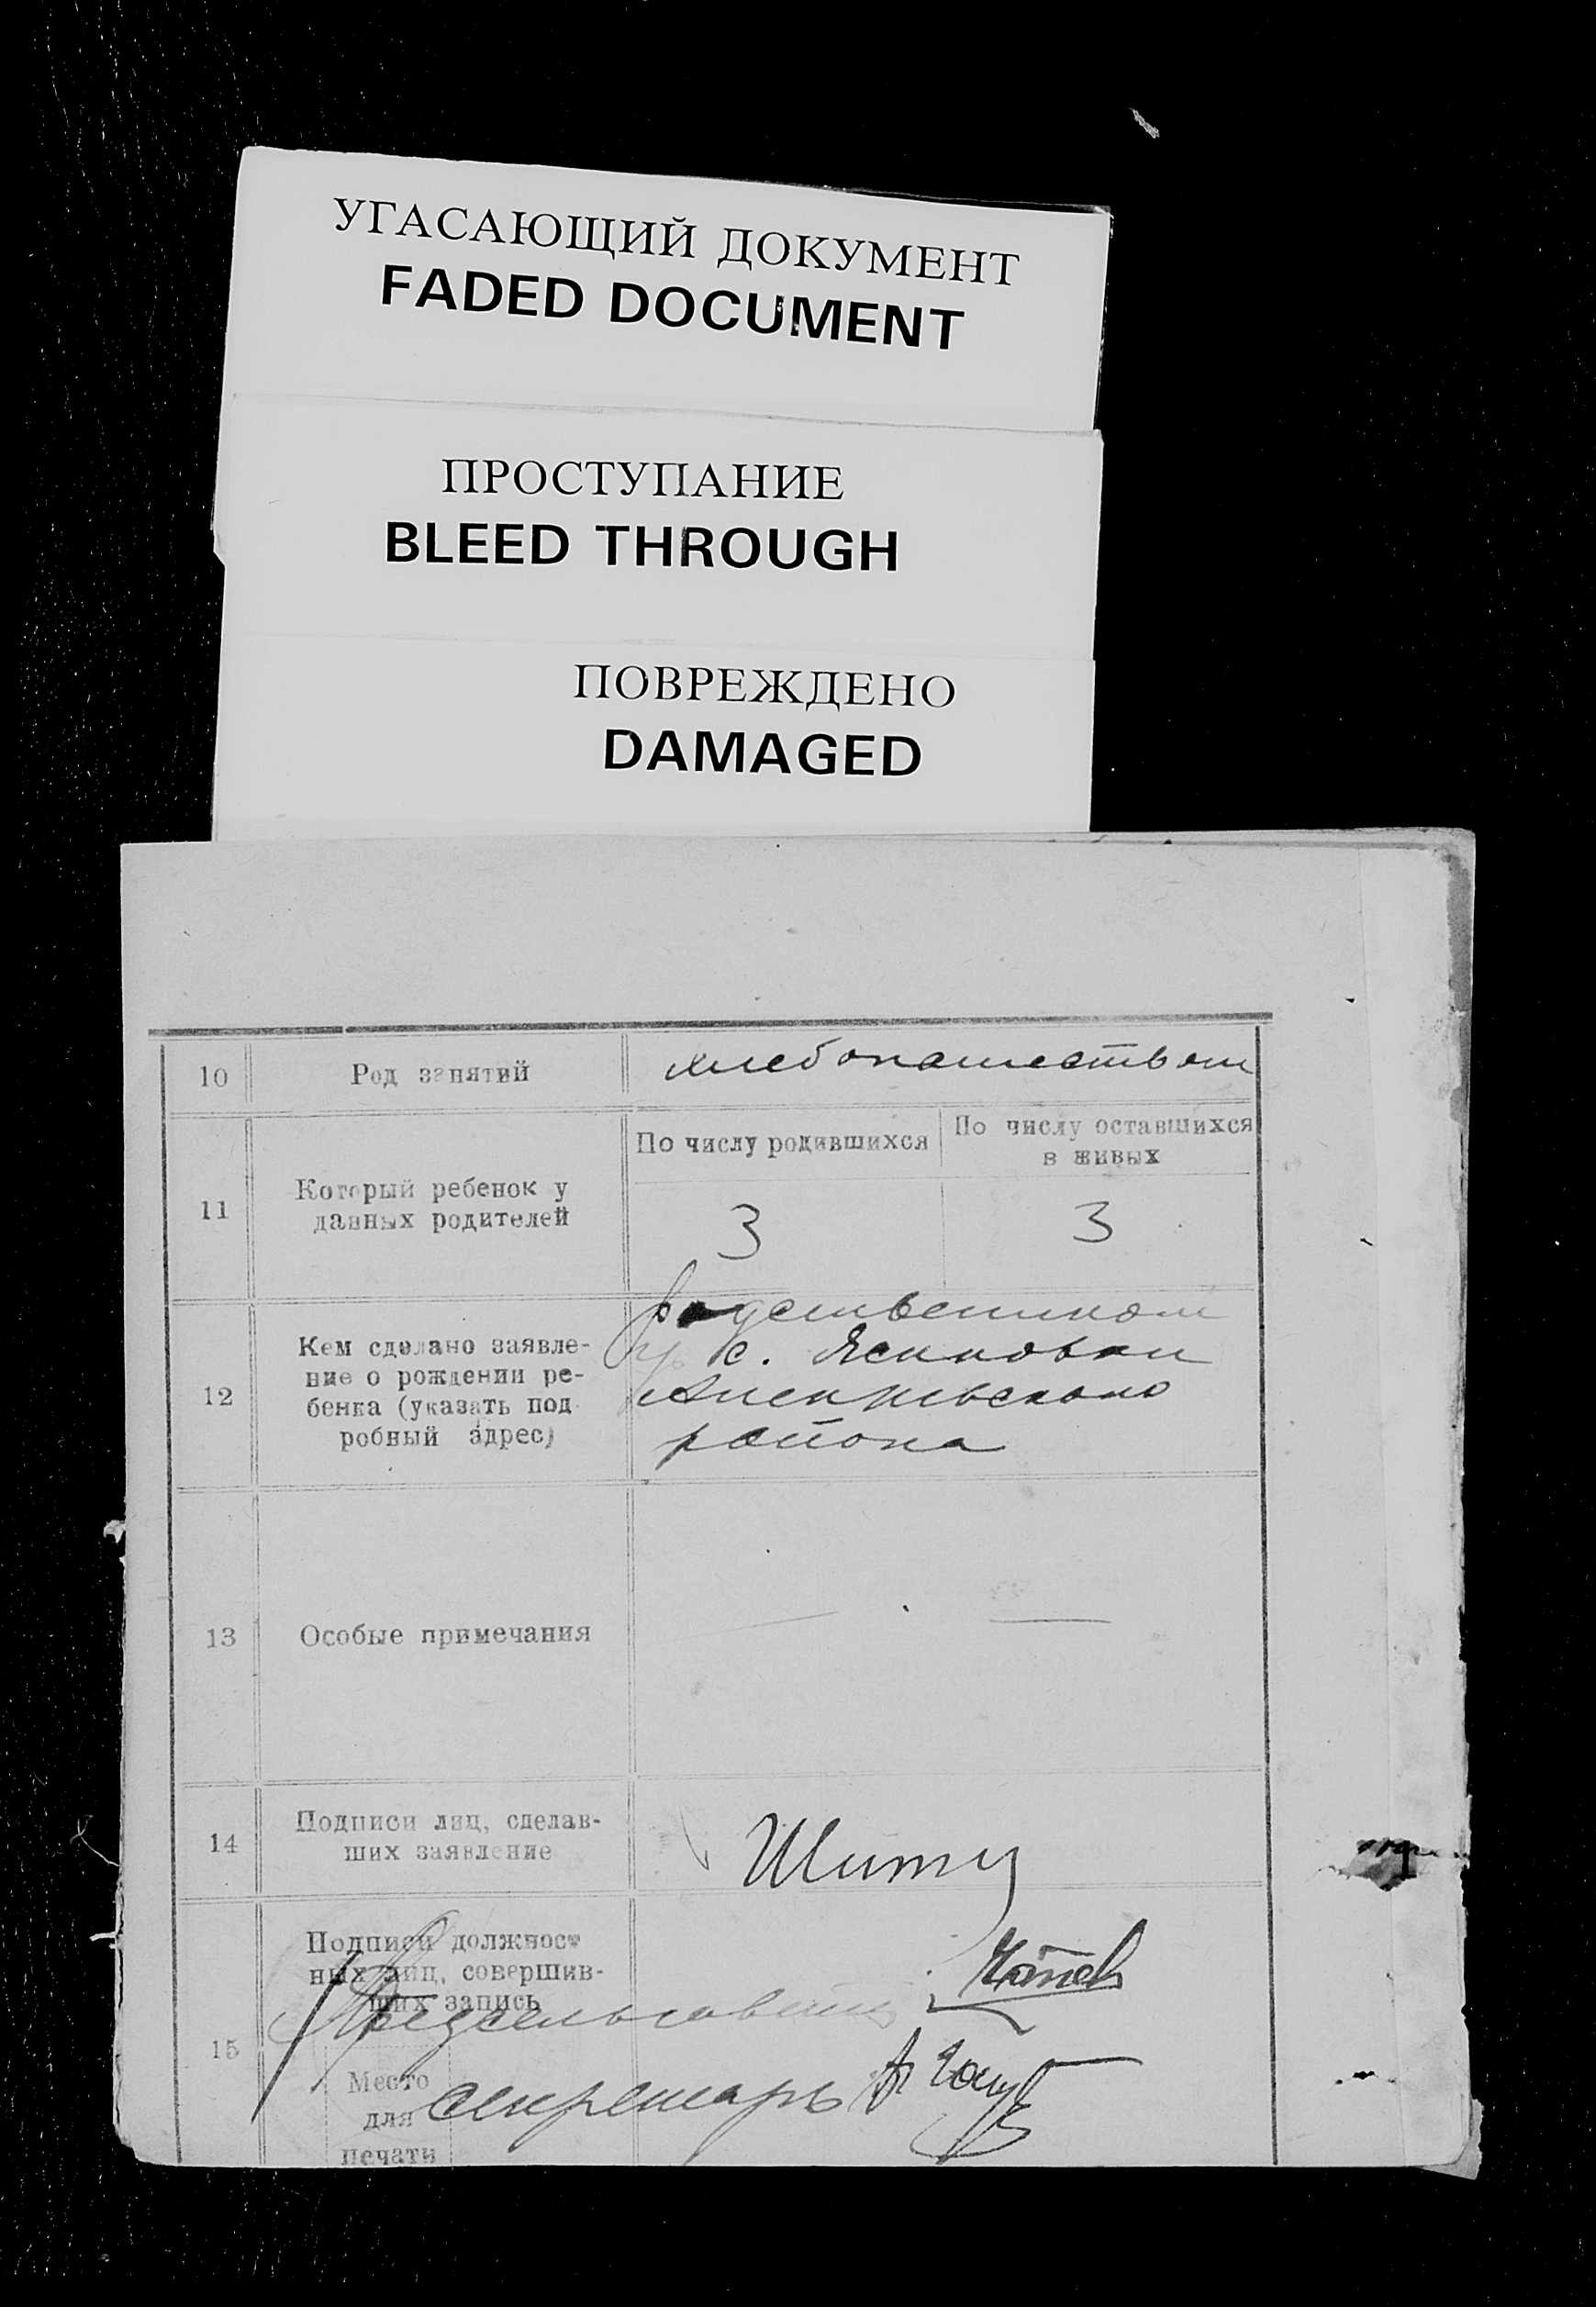 УГАСАЮЩИЙ ДОКУМЕНТ
FADED DOCUMENT
ПРОСТУПАНИЕ
BLEED THROUGH
ПОВРЕЖДЕНО
DAMAGED
10 Род занятий хлебопашеством
11 Который ребенок у
данных родителей
По числу родившихся
По числу оставшихся
в живых
3 3
12 Кем сделано заявле-
ние о рождении ре-
бенка (указать под
робный адрес)
родственником
с. Ясиновки
района
13 Особые примечания —
14 Подписи лиц, сделав-
ших заявление
15 Подписи должност
ных лиц, совершив-
ших запись
Предсельсовета
Место
для
печати
секретарь